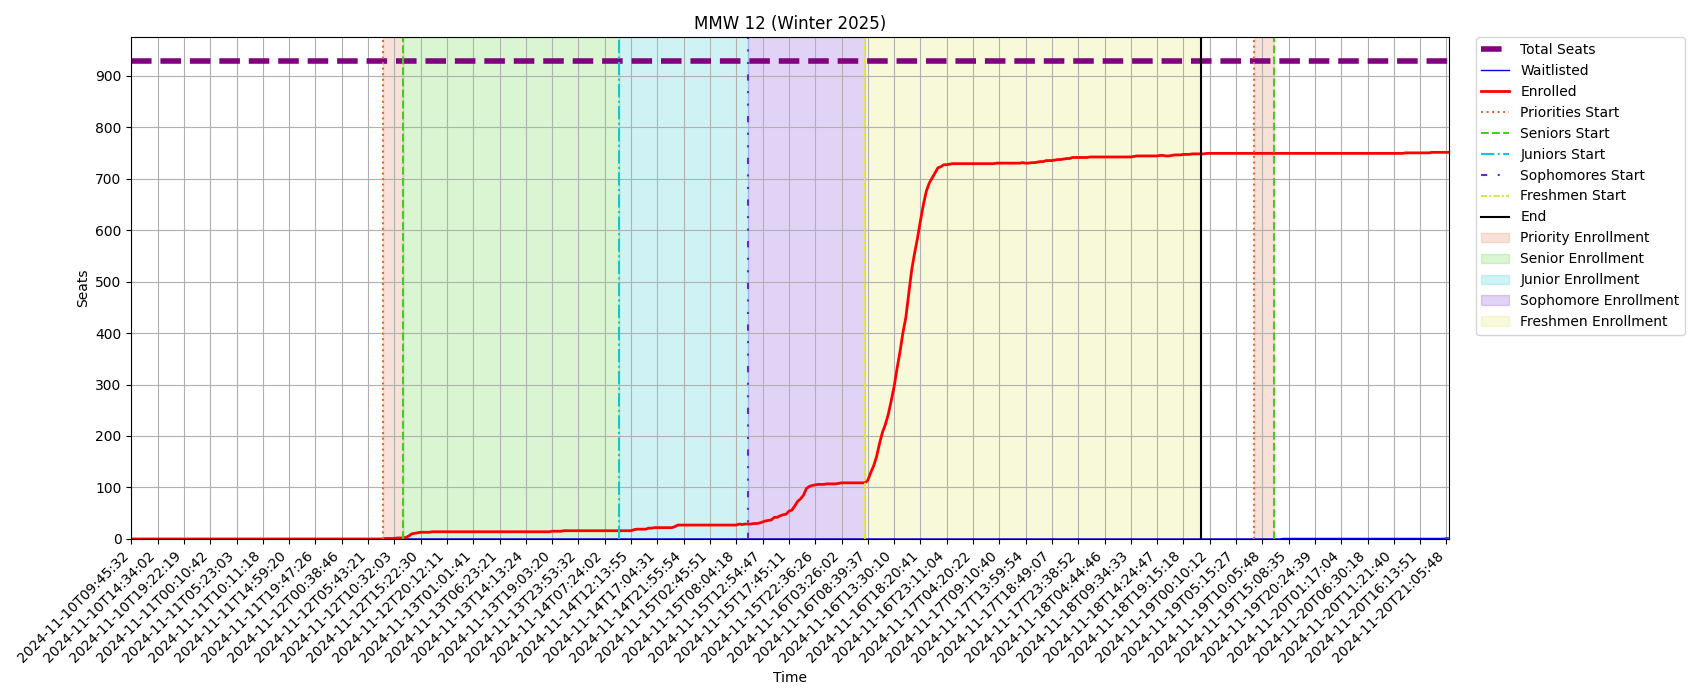 MMW 12 (Winter 2025)
Seats
900
800
700
600
500
400
300
200
100
0
2024-11-10T09:45:32
2024-11-10T14:34:02
2024-11-10T19:22:19
2024-11-11T00:10:42
2024-11-11T05:23:03
2024-11-11T10:11:18
2024-11-11T14:59:20
2024-11-11T19:47:26
2024-11-12T00:38:46
2024-11-12T05:43:21
2024-11-12T10:32:03
2024-11-12T15:22:30
2024-11-12T20:12:11
2024-11-13T01:01:41
2024-11-13T06:23:21
2024-11-13T14:13:24
2024-11-13T19:03:20
2024-11-13T23:53:32
2024-11-14T07:24:02
2024-11-14T12:13:55
2024-11-14T17:04:31
2024-11-14T21:55:54
2024-11-15T02:45:51
2024-11-15T08:04:18
2024-11-15T12:54:47
2024-11-15T17:45:11
2024-11-15T22:36:26
2024-11-16T03:26:02
2024-11-16T08:39:37
2024-11-16T13:30:10
2024-11-16T18:20:41
2024-11-16T23:11:04
2024-11-17T04:20:22
2024-11-17T09:10:40
2024-11-17T13:59:54
2024-11-17T18:49:07
2024-11-17T23:38:52
2024-11-18T04:44:46
2024-11-18T09:34:33
2024-11-18T14:24:47
2024-11-18T19:15:18
2024-11-19T00:10:12
2024-11-19T05:15:27
2024-11-19T10:05:48
2024-11-19T15:08:35
2024-11-19T20:24:39
2024-11-20T01:17:04
2024-11-20T06:30:18
2024-11-20T11:21:40
2024-11-20T16:13:51
2024-11-20T21:05:48
Time
Total Seats
Waitlisted
Enrolled
Priorities Start
Seniors Start
Juniors Start
Sophomores Start
Freshmen Start
End
Priority Enrollment
Senior Enrollment
Junior Enrollment
Sophomore Enrollment
Freshmen Enrollment